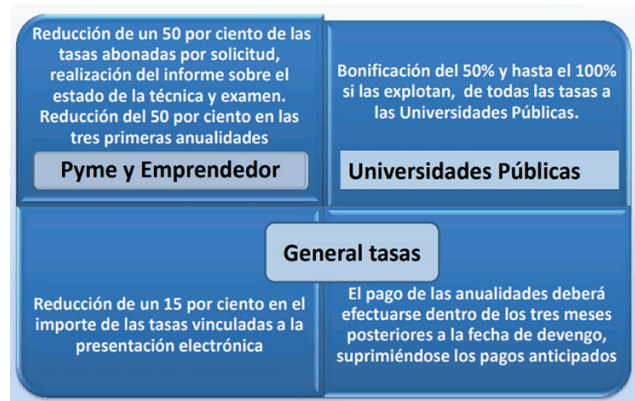 Reducción de un 50 por ciento de las
tasas abonadas por solicitud,
realización del informe sobre el
estado de la técnica y examen.
Reducción del 50 por ciento en las
tres primeras anualidades
Pyme y Emprendedor
Bonificación del 50% y hasta el 100%
si las explotan, de todas las tasas a
las Universidades Públicas.
Universidades Públicas
General tasas
Reducción de un 15 por ciento en el
importe de las tasas vinculadas a la
presentación electrónica
El pago de las anualidades deberá
efectuarse dentro de los tres meses
posteriores a la fecha de devengo,
suprimiéndose los pagos anticipados